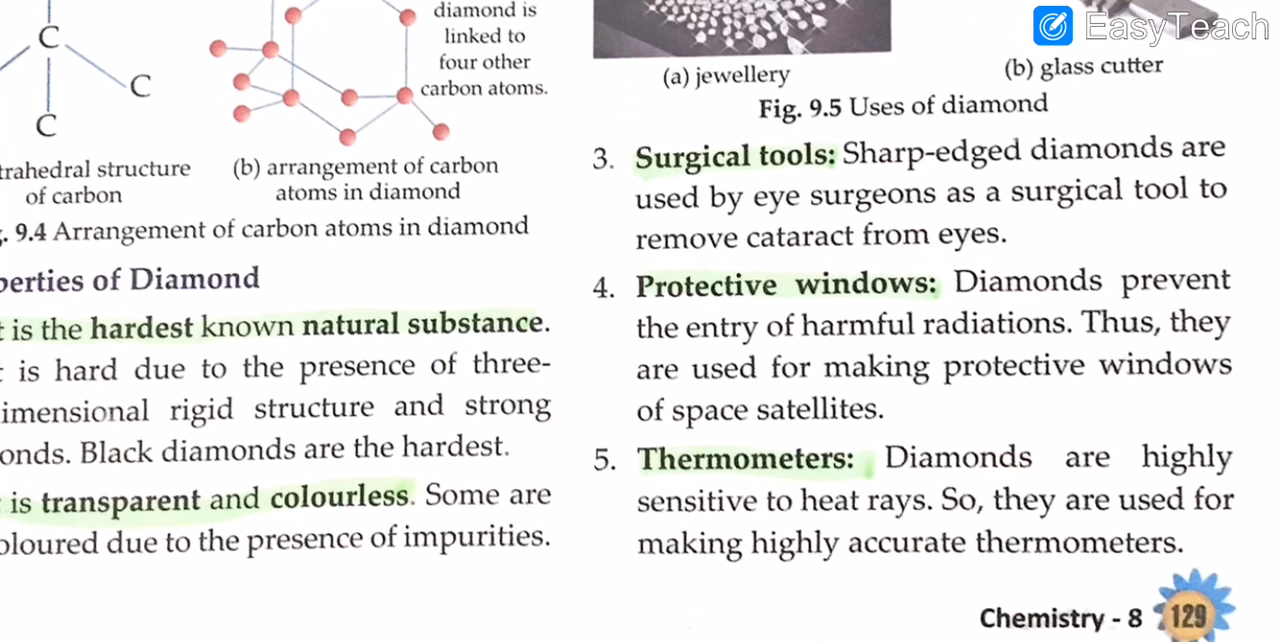 C
C
C
diamond is
linked to
four other
carbon atoms.
trahedral structure
of carbon
(b) arrangement of carbon
atoms in diamond
. 9.4 Arrangement of carbon atoms in diamond
perties of Diamond
t is the hardest known natural substance.
t is hard due to the presence of three-
imensional rigid structure and strong
onds. Black diamonds are the hardest.
is transparent and colourless. Some are
oloured due to the presence of impurities.
EasyTeach
(a) jewellery
(b) glass cutter
Fig. 9.5 Uses of diamond
3. Surgical tools: Sharp-edged diamonds are
used by eye surgeons as a surgical tool to
remove cataract from eyes.
4. Protective windows: Diamonds prevent
the entry of harmful radiations. Thus, they
are used for making protective windows
of space satellites.
5. Thermometers: Diamonds are highly
sensitive to heat rays. So, they are used for
making highly accurate thermometers.
Chemistry - 8 129